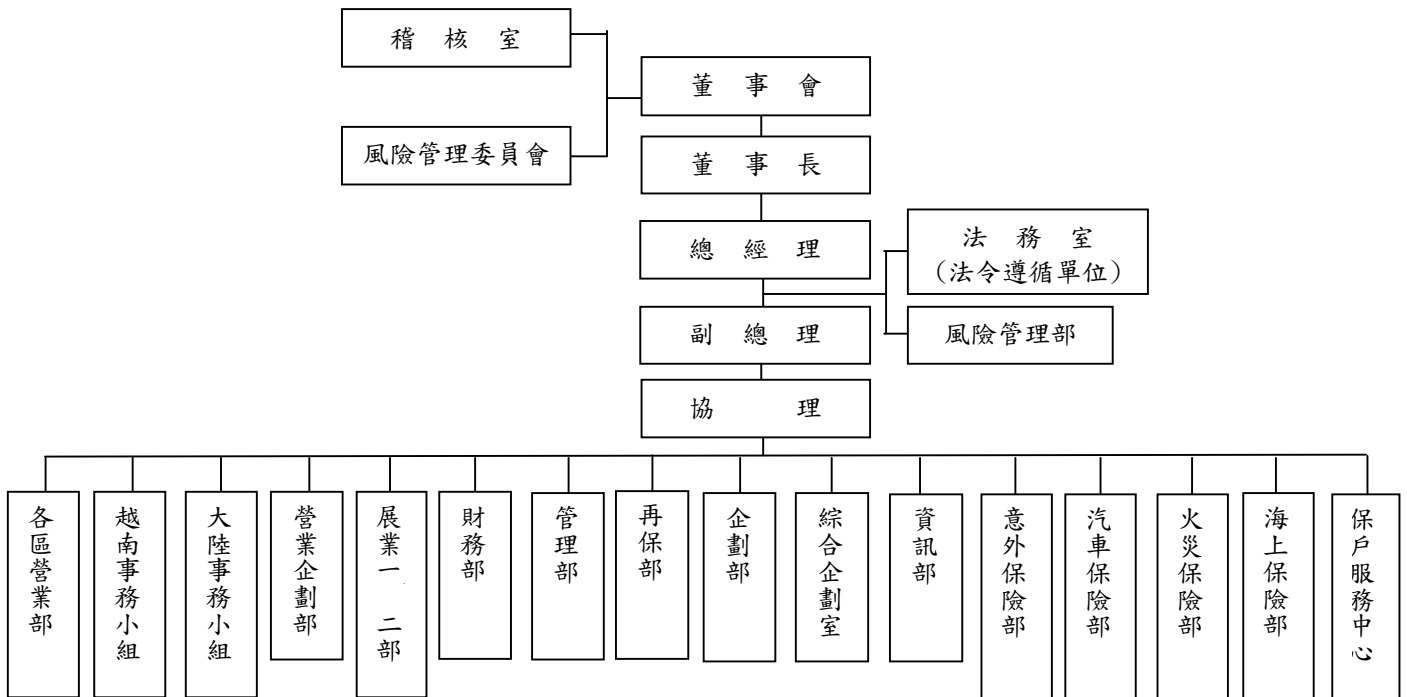 稽核室
董事會
風險管理委員會
董事長
總經理
法務室
(法令遵循單位)
副總理
風險管理部
協理
各區營業部
越南事務小組
大陸事務小組
營業企劃部
展業一 二部
財務部
管理部
再保部
企劃部
綜合企劃室
資訊部
意外保險部
汽車保險部
火災保險部
海上保險部
保戶服務中心